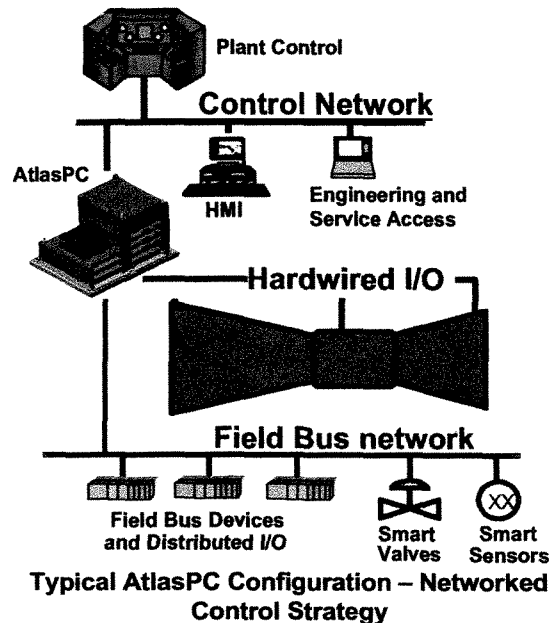 Plant Control
Control Network
AtlasPC
HMI
Engineering and
Service Access
Hardwired I/O
Field Bus network
Field Bus Devices
and Distributed I/O
Smart
Valves
XX
Smart
Sensors
Typical AtlasPC Configuration – Networked
Control Strategy